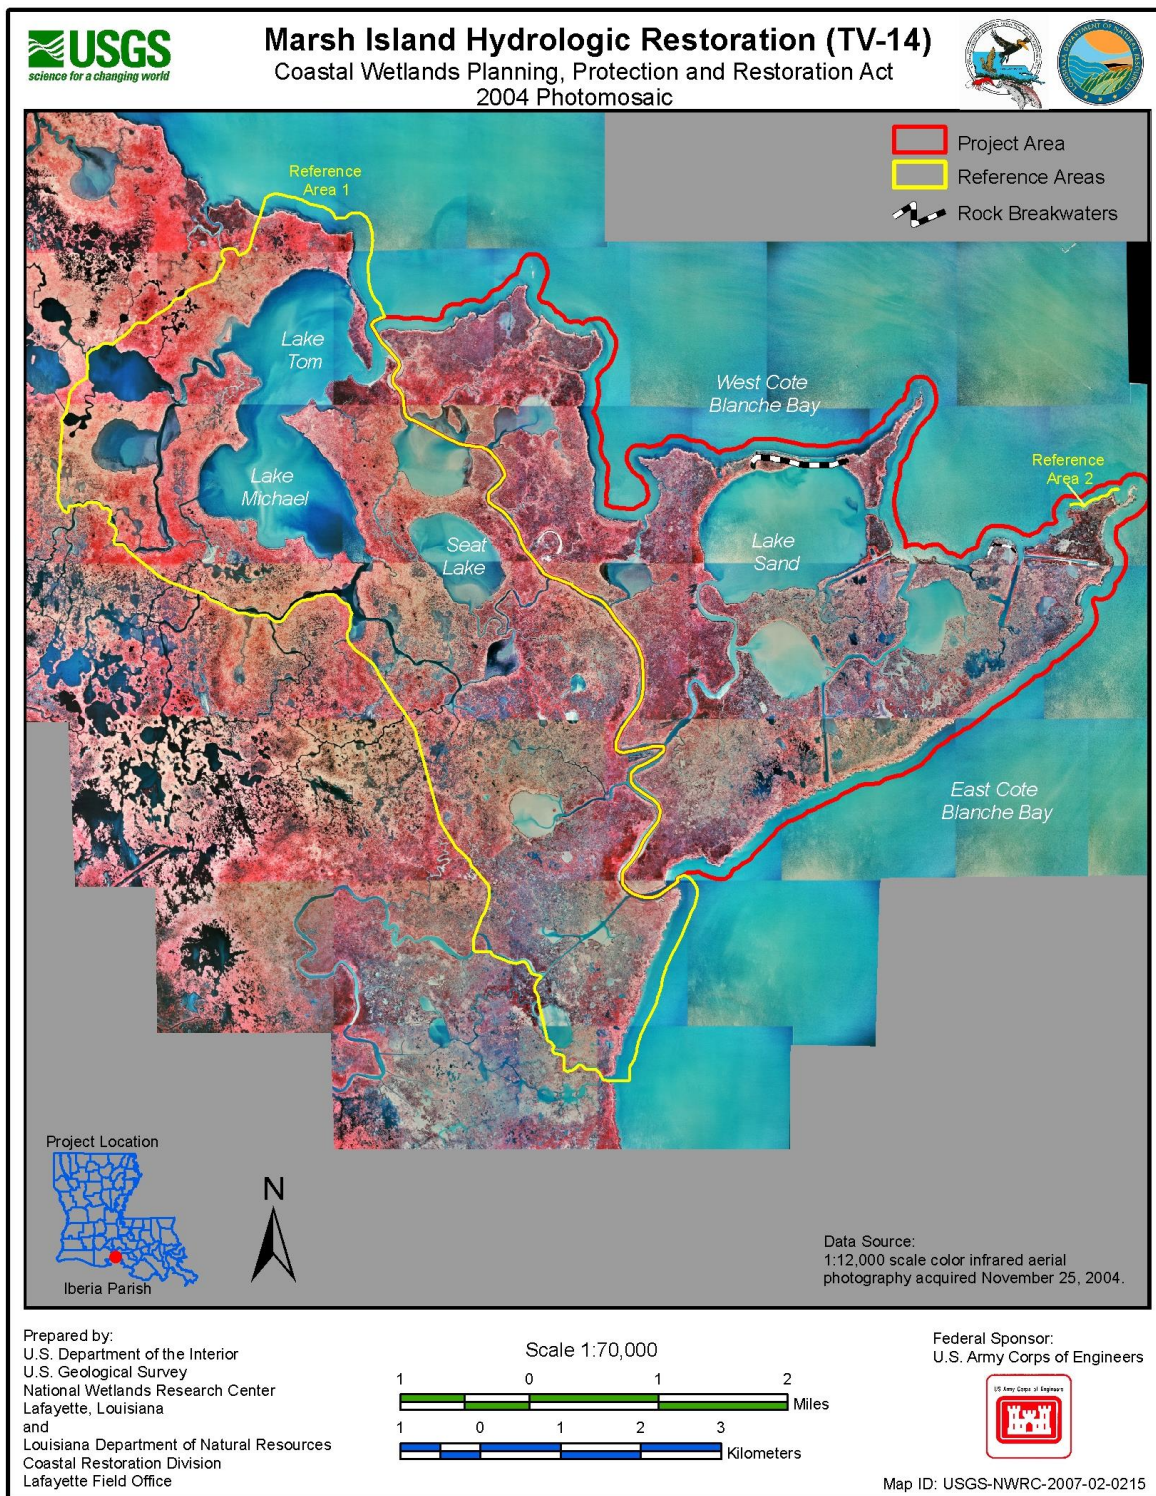 USGS
science for a changing world
Marsh Island Hydrologic Restoration (TV-14)
Coastal Wetlands Planning, Protection and Restoration Act
2004 Photomosaic
Project Area
Reference Areas
Rock Breakwaters
Reference
Area 1
Lake
Tom
West Cote
Blanche Bay
Reference
Area 2
Lake
Michael
Seat
Lake
Lake
Sand
East Cote
Blanche Bay
Project Location
Iberia Parish
N
Data Source:
1:12,000 scale color infrared aerial
photography acquired November 25, 2004.
Prepared by:
U.S. Department of the Interior
U.S. Geological Survey
National Wetlands Research Center
Lafayette, Louisiana
and
Louisiana Department of Natural Resources
Coastal Restoration Division
Lafayette Field Office
Scale 1:70,000
1 0 1 2
Miles
1 0 1 2 3
Kilometers
Federal Sponsor:
U.S. Army Corps of Engineers
US Army Corps of Engineers
Map ID: USGS-NWRC-2007-02-0215